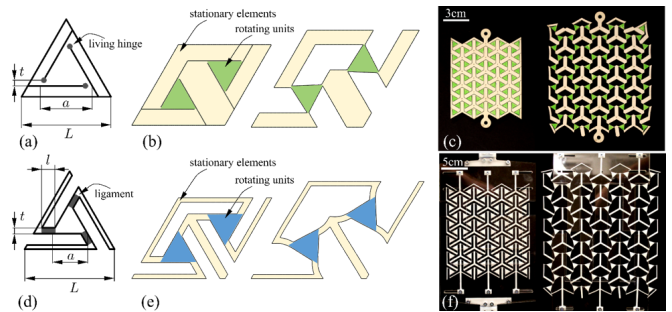 t
a
L
living hinge
(a)
stationary elements
rotating units
(b)
3cm
(c)
l
t
a
L
ligament
(d)
stationary elements
rotating units
(e)
5cm
(f)